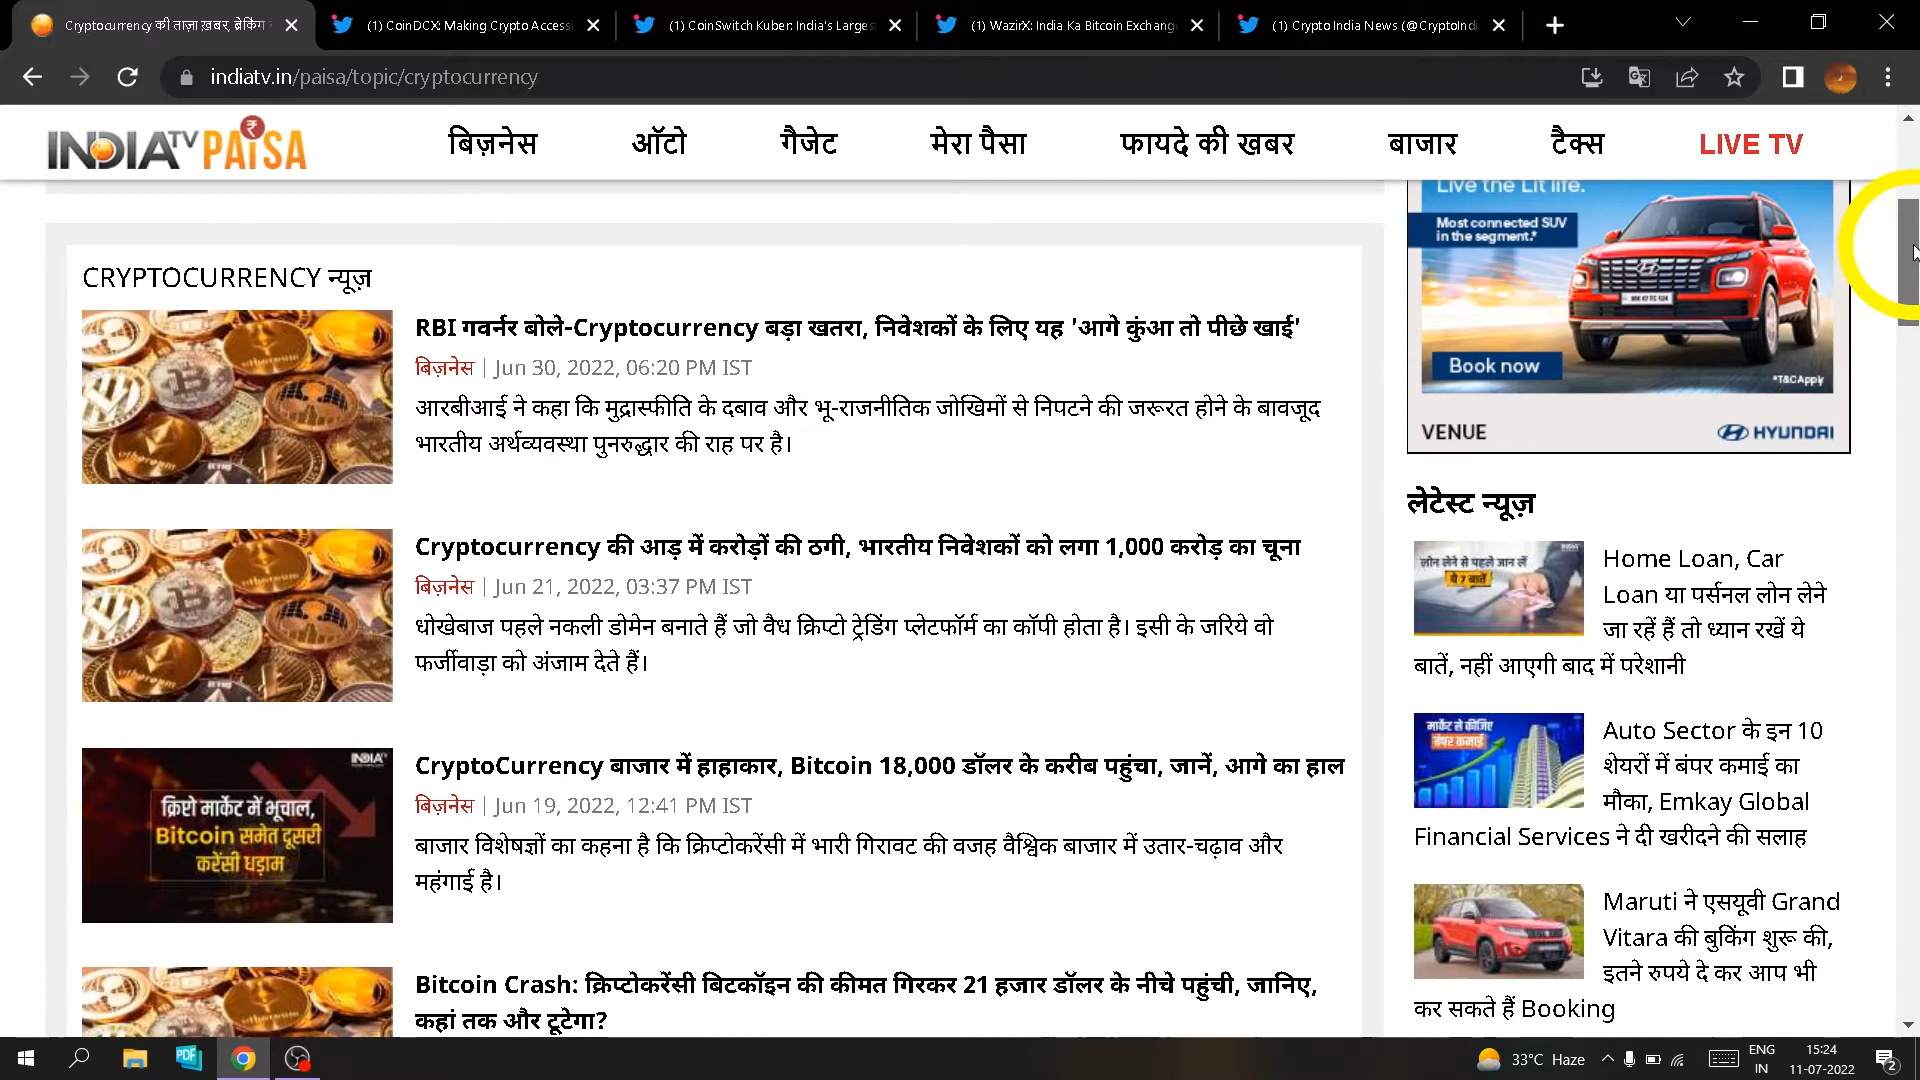 Cryptocurrency की ताज़ा ख़बर, ब्रेकिंग
(1) CoinDCX: Making Crypto Accessi
(1) CoinSwitch Kuber: India's Larges
(1) WazirX: India Ka Bitcoin Exchang
(1) Crypto India News (@CryptoIndi
indiatv.in/paisa/topic/cryptocurrency
INDIA TV PAISA
बिज़नेस
ऑटो
गैजेट
मेरा पैसा
फायदे की खबर
बाजार
टैक्स
LIVE TV
CRYPTOCURRENCY न्यूज़
RBI गवर्नर बोले-Cryptocurrency बड़ा खतरा, निवेशकों के लिए यह 'आगे कुंआ तो पीछे खाई'
बिज़नेस | Jun 30, 2022, 06:20 PM IST
आरबीआई ने कहा कि मुद्रास्फीति के दबाव और भू-राजनीतिक जोखिमों से निपटने की जरूरत होने के बावजूद
भारतीय अर्थव्यवस्था पुनरुद्धार की राह पर है।
Cryptocurrency की आड़ में करोड़ों की ठगी, भारतीय निवेशकों को लगा 1,000 करोड़ का चूना
बिज़नेस | Jun 21, 2022, 03:37 PM IST
धोखेबाज पहले नकली डोमेन बनाते हैं जो वैध क्रिप्टो ट्रेडिंग प्लेटफॉर्म का कॉपी होता है। इसी के जरिये वो
फर्जीवाड़ा को अंजाम देते हैं।
INDIA TV
क्रिप्टो मार्केट में भूचाल,
Bitcoin समेत दूसरी
करेंसी धड़ाम
CryptoCurrency बाजार में हाहाकार, Bitcoin 18,000 डॉलर के करीब पहुंचा, जानें, आगे का हाल
बिज़नेस | Jun 19, 2022, 12:41 PM IST
बाजार विशेषज्ञों का कहना है कि क्रिप्टोकरेंसी में भारी गिरावट की वजह वैश्विक बाजार में उतार-चढ़ाव और
महंगाई है।
Bitcoin Crash: क्रिप्टोकरेंसी बिटकॉइन की कीमत गिरकर 21 हजार डॉलर के नीचे पहुंची, जानिए,
कहां तक और टूटेगा?
Live the Lit life.
Most connected SUV
in the segment.*
Book now
*T&C Apply
VENUE
HYUNDAI
लेटेस्ट न्यूज़
लोन लेने से पहले जान लें
ये 7 बातें
Home Loan, Car
Loan या पर्सनल लोन लेने
जा रहें हैं तो ध्यान रखें ये
बातें, नहीं आएगी बाद में परेशानी
मार्केट से कीजिए
बंपर कमाई
Auto Sector के इन 10
शेयरों में बंपर कमाई का
मौका, Emkay Global
Financial Services ने दी खरीदने की सलाह
Maruti ने एसयूवी Grand
Vitara की बुकिंग शुरू की,
इतने रुपये दे कर आप भी
कर सकते हैं Booking
33°C Haze
ENG
IN
15:24
11-07-2022
2